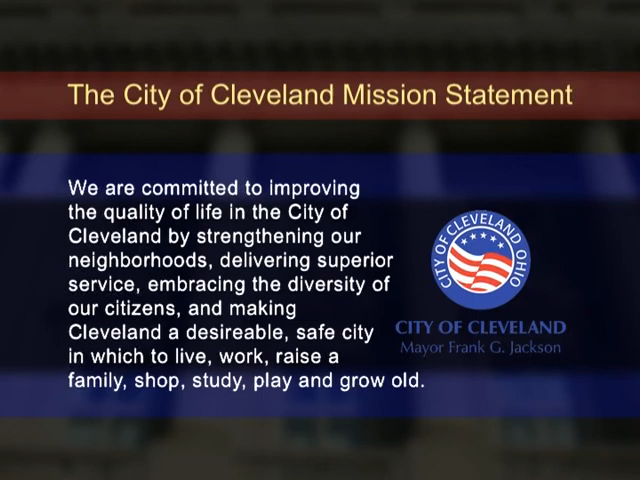 The City of Cleveland Mission Statement
We are committed to improving
the quality of life in the City of
Cleveland by strengthening our
neighborhoods, delivering superior
service, embracing the diversity of
our citizens, and making
Cleveland a desireable, safe city
in which to live, work, raise a
family, shop, study, play and grow old.
CITY OF CLEVELAND OHIO
CITY OF CLEVELAND
Mayor Frank G. Jackson